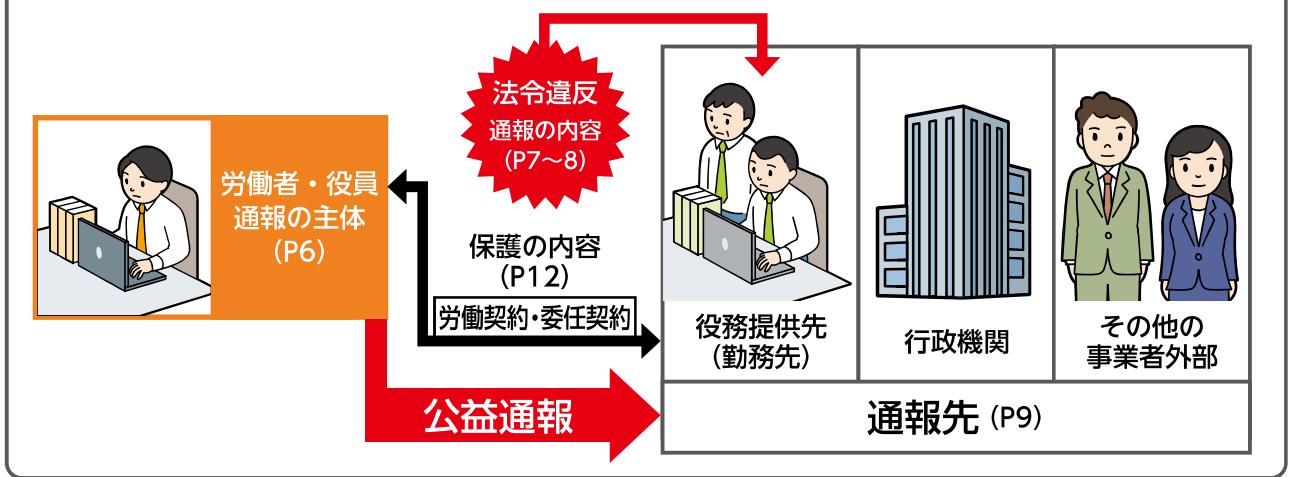 法令違反
通報の内容
(P7～8)
労働者・役員
通報の主体
(P6)
保護の内容
(P12)
労働契約・委任契約
公益通報
役務提供先
(勤務先)
行政機関
その他の
事業者外部
通報先 (P9)